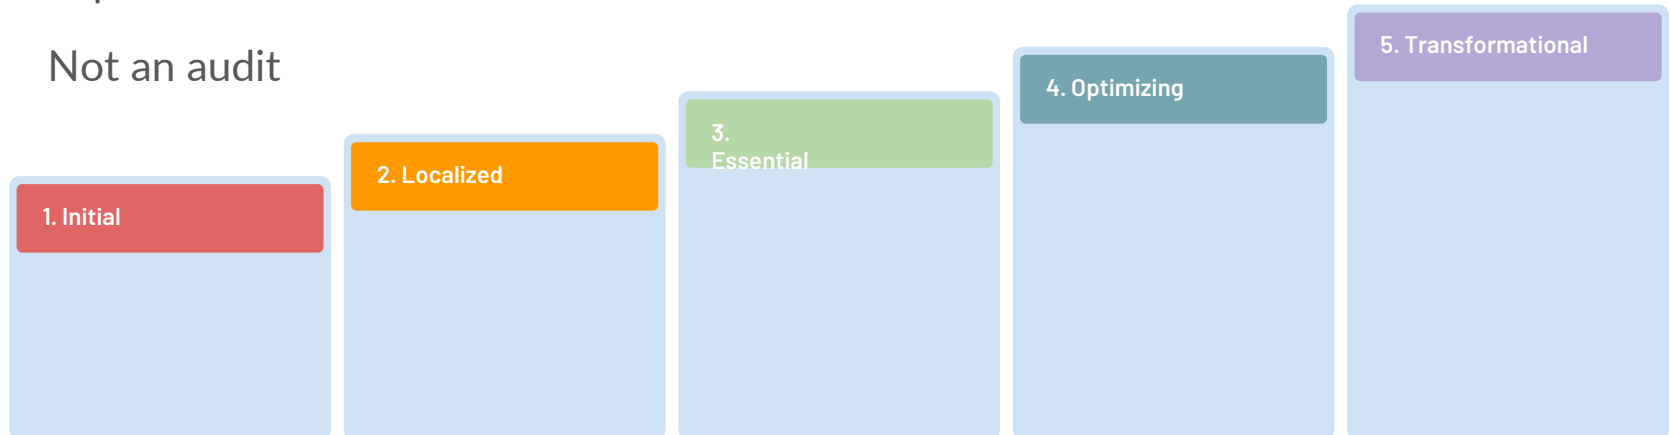 Not an audit
1. Initial
2. Localized
3.
Essential
4. Optimizing
5. Transformational